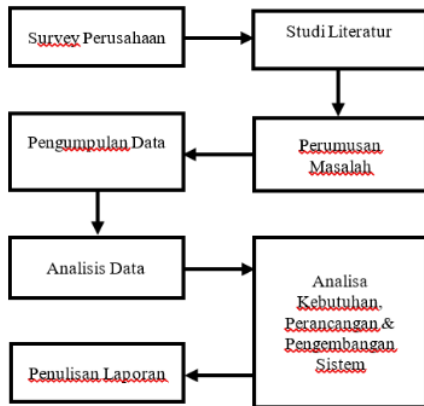 Survey Perusahaan
Studi Literatur
Perumusan
Masalah
Pengumpulan Data
Analisis Data
Analisa
Kebutuhan,
Perancangan &
Pengembangan
Sistem
Penulisan Laporan